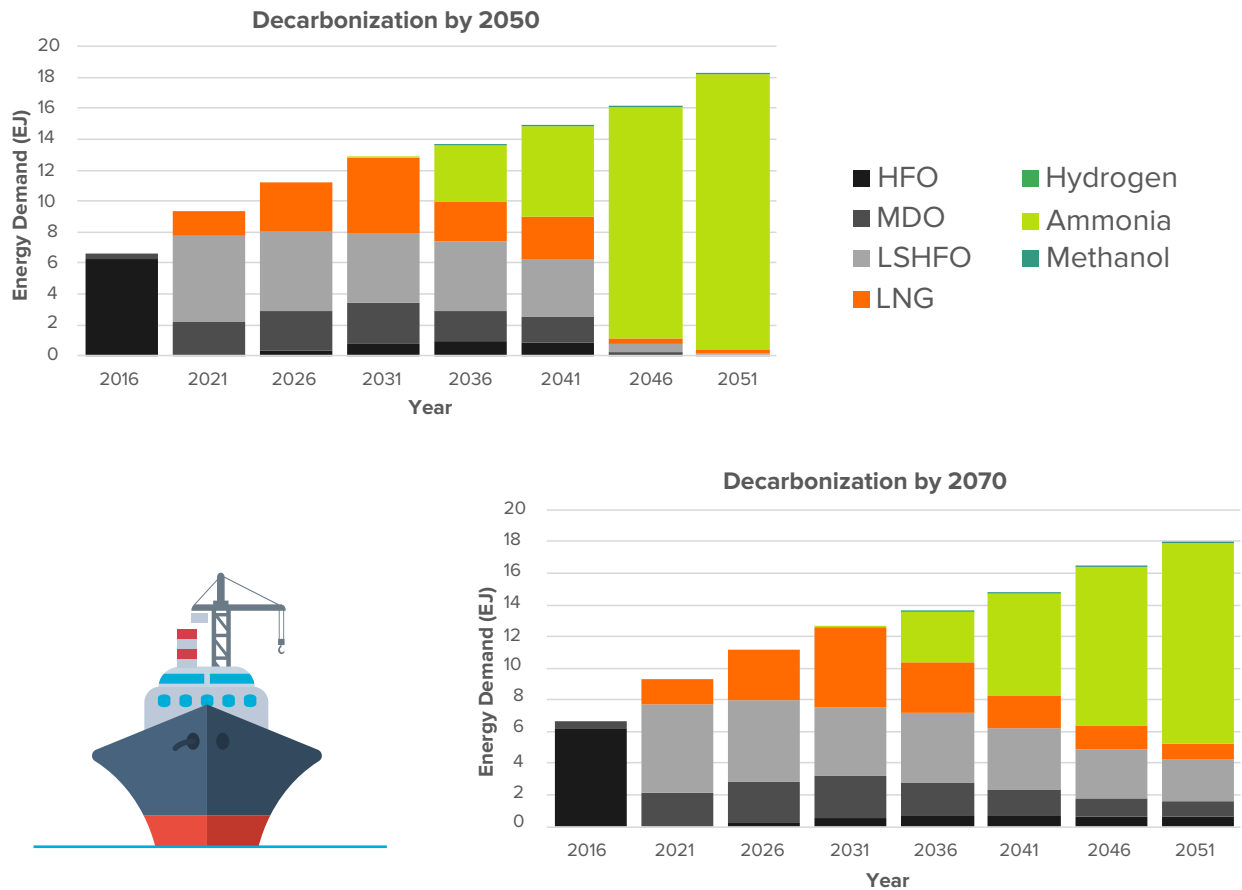 Decarbonization by 2050
Energy Demand (EJ)
20
18
16
14
12
10
8
6
4
2
0
2016 2021 2026 2031 2036 2041 2046 2051
Year
HFO Hydrogen
MDO Ammonia
LSHFO Methanol
LNG
Decarbonization by 2070
Energy Demand (EJ)
20
18
16
14
12
10
8
6
4
2
0
2016 2021 2026 2031 2036 2041 2046 2051
Year